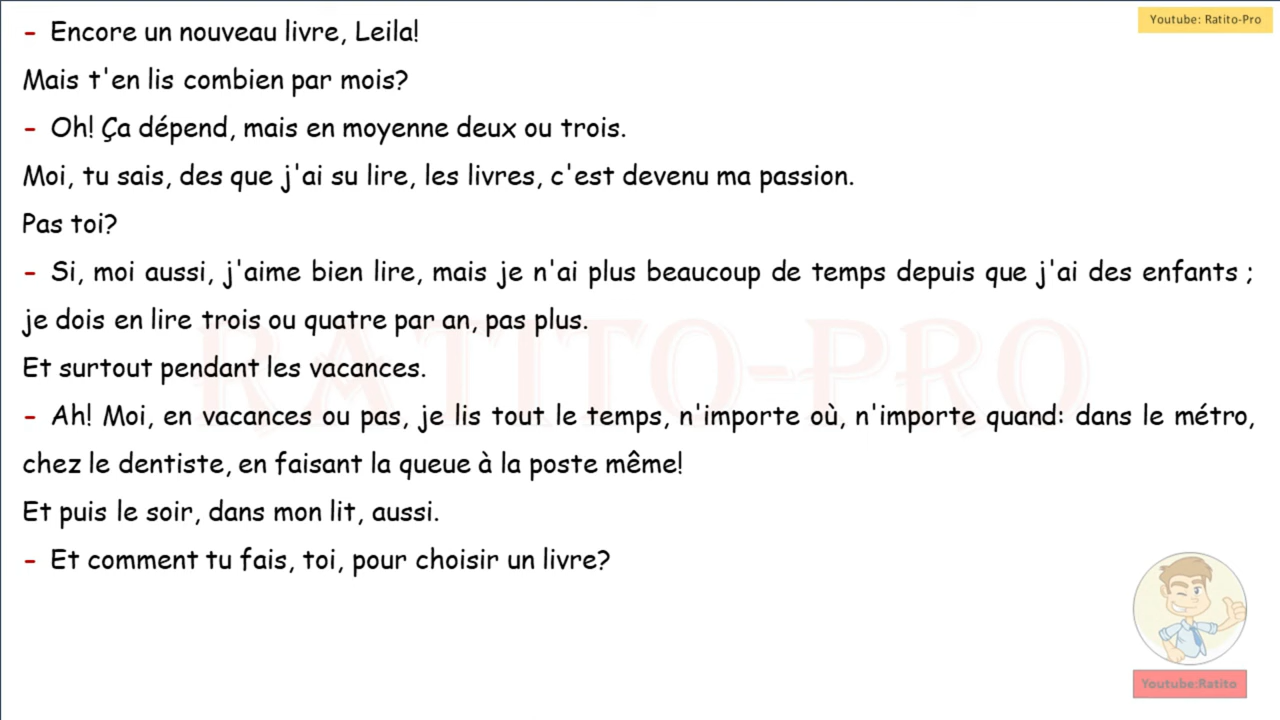 - Encore un nouveau livre, Leila!
Youtube: Ratito-Pro
Mais t'en lis combien par mois?
- Oh! Ça dépend, mais en moyenne deux ou trois.
Moi, tu sais, des que j'ai su lire, les livres, c'est devenu ma passion.
Pas toi?
- Si, moi aussi, j'aime bien lire, mais je n'ai plus beaucoup de temps depuis que j'ai des enfants ;
je dois en lire trois ou quatre par an, pas plus.
RATITO-PRO
Et surtout pendant les vacances.
- Ah! Moi, en vacances ou pas, je lis tout le temps, n'importe où, n'importe quand: dans le métro,
chez le dentiste, en faisant la queue à la poste même!
Et puis le soir, dans mon lit, aussi.
- Et comment tu fais, toi, pour choisir un livre?
Youtube:Ratito